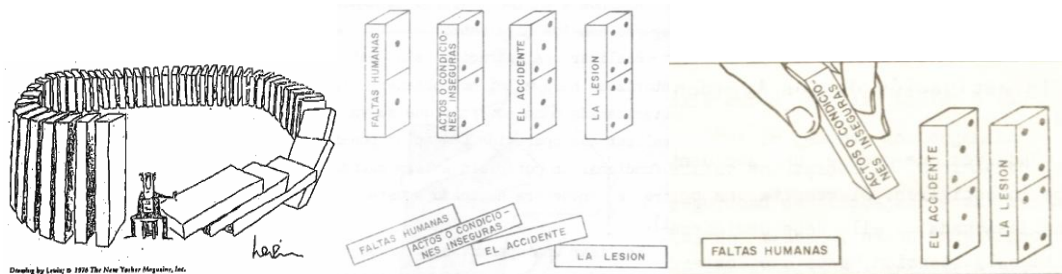 Drawing by Levin; © 1976 The New Yorker Magazine, Inc.
Levin
FALTAS HUMANAS
ACTOS O CONDICIO-
NES INSEGURAS
EL ACCIDENTE
LA LESION
FALTAS HUMANAS
ACTOS O CONDICIO-
NES INSEGURAS
EL ACCIDENTE
LA LESION
ACTOS O CONDICIO-
NES INSEGURAS
EL ACCIDENTE
LA LESION
FALTAS HUMANAS